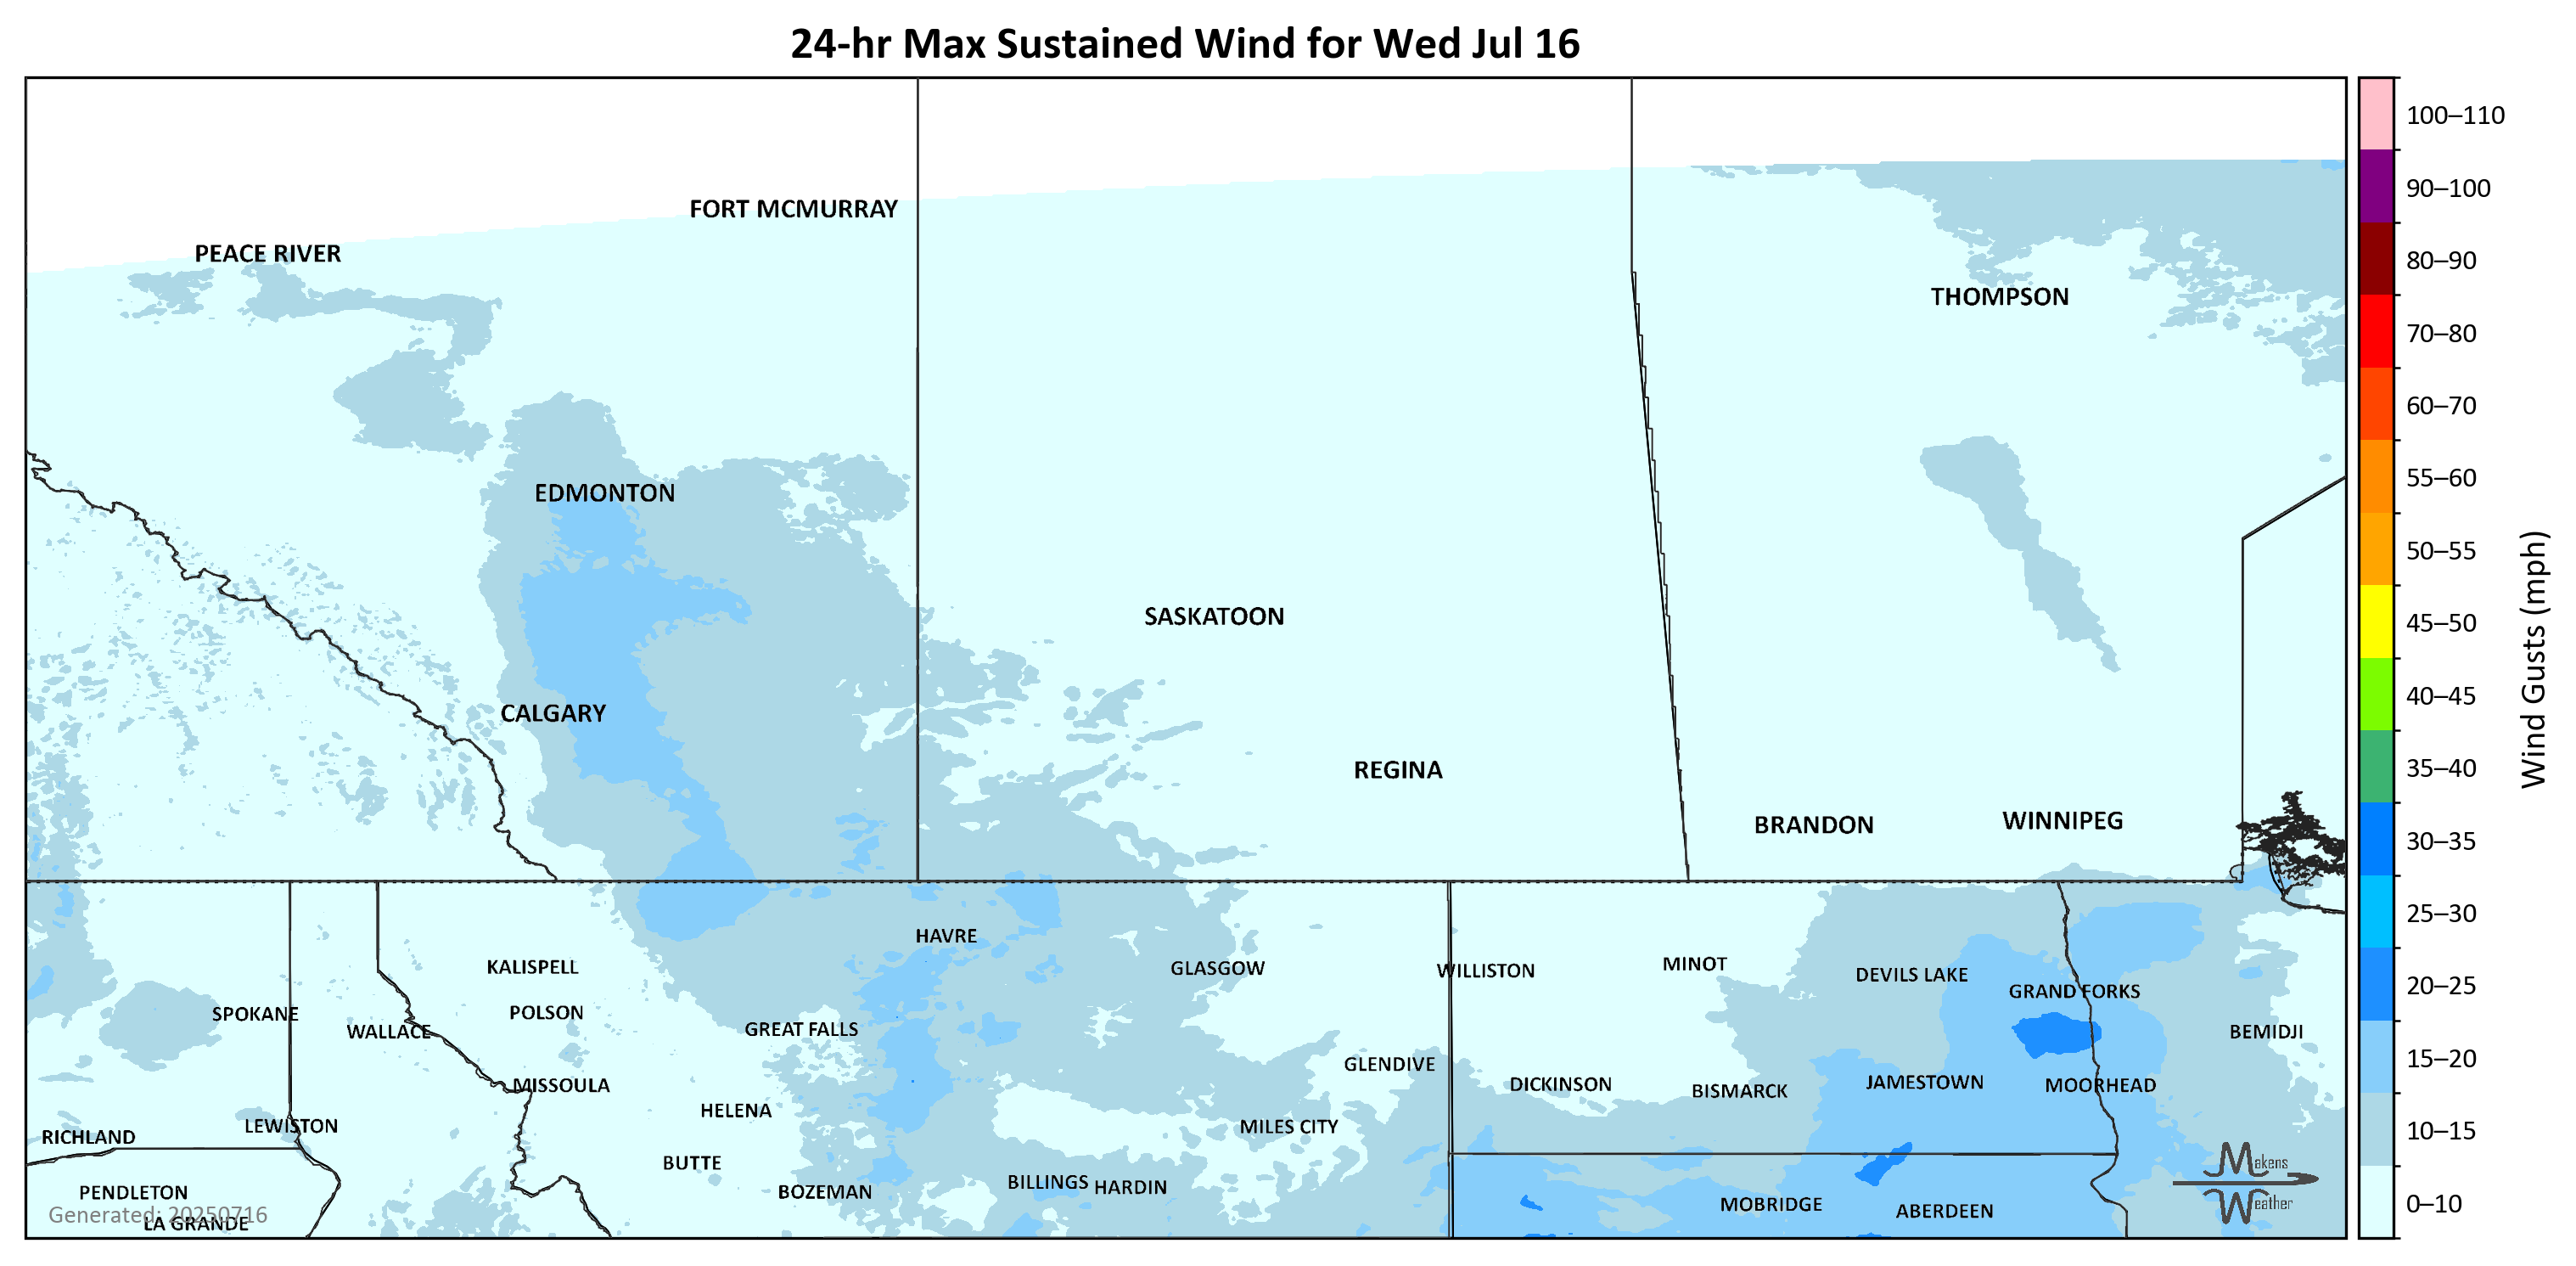 24-hr Max Sustained Wind for Wed Jul 16
FORT MCMURRAY
PEACE RIVER
THOMPSON
EDMONTON
SASKATOON
CALGARY
REGINA
BRANDON
WINNIPEG
HAVRE
KALISPELL
GLASGOW
WILLISTON
MINOT
DEVILS LAKE
GRAND FORKS
SPOKANE
POLSON
WALLACE
GREAT FALLS
BEMIDJI
GLENDIVE
MISSOULA
DICKINSON
BISMARCK
JAMESTOWN
MOORHEAD
HELENA
LEWISTON
MILES CITY
RICHLAND
BUTTE
BOZEMAN
BILLINGS
HARDIN
PENDLETON
MOBRIDGE
ABERDEEN
Generated: 20250716
LA GRANDE
Makens
Weather
100–110
90–100
80–90
70–80
60–70
55–60
50–55
45–50
40–45
35–40
30–35
25–30
20–25
15–20
10–15
0–10
Wind Gusts (mph)